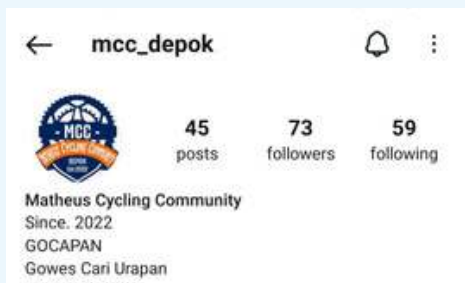 mcc_depok
45 73 59
posts followers following
- MCC -
Matheus Cycling Community
Since. 2022
GOCAPAN
Gowes Cari Urapan